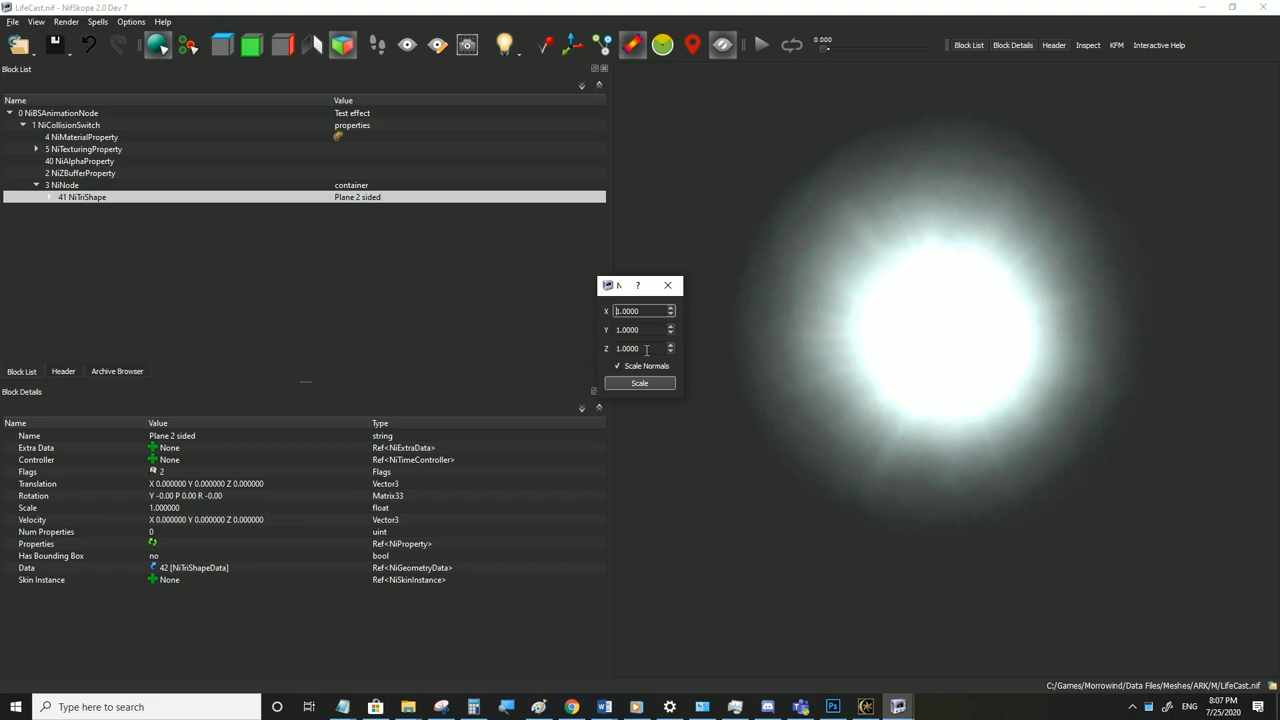 LifeCast.nif - NifSkope 2.0 Dev 7
File View Render Spells Options Help
0.000
Block List Block Details Header Inspect KFM Interactive Help
Block List
Name Value
0 NiBSAnimationNode Test effect
1 NiCollisionSwitch properties
4 NiMaterialProperty
5 NiTexturingProperty
40 NiAlphaProperty
2 NiZBufferProperty
3 NiNode container
41 NiTriShape Plane 2 sided
N ?
X 1.0000
Y 1.0000
Z 1.0000
Scale Normals
Scale
Block List Header Archive Browser
Block Details
Name Value Type
Name Plane 2 sided string
Extra Data None Ref<NiExtraData>
Controller None Ref<NiTimeController>
Flags 2 Flags
Translation X 0.000000 Y 0.000000 Z 0.000000 Vector3
Rotation Y -0.00 P 0.00 R -0.00 Matrix33
Scale 1.000000 float
Velocity X 0.000000 Y 0.000000 Z 0.000000 Vector3
Num Properties 0 uint
Properties Ref<NiProperty>
Has Bounding Box no bool
Data 42 [NiTriShapeData] Ref<NiGeometryData>
Skin Instance None Ref<NiSkinInstance>
C:/Games/Morrowind/Data Files/Meshes/ARK/M/LifeCast.nif
Type here to search
ENG
8:07 PM
7/25/2020